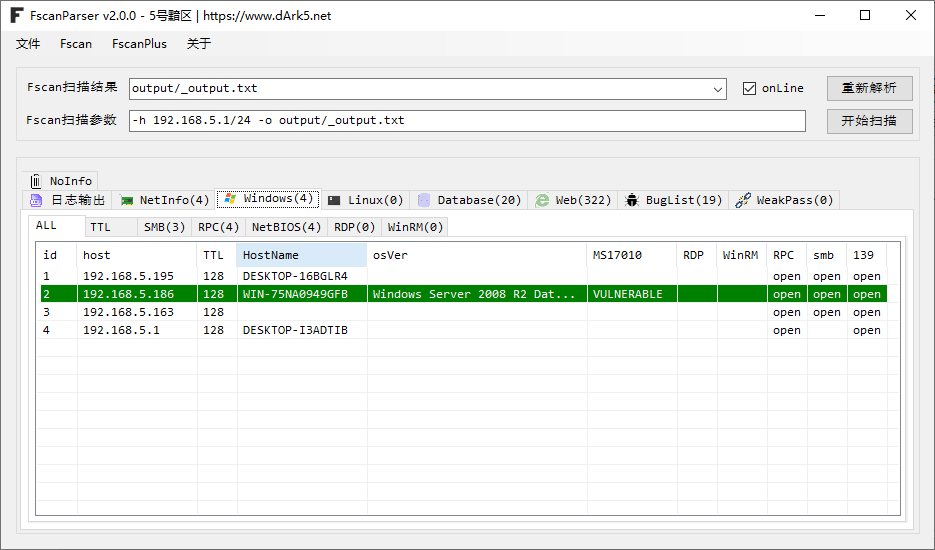 FscanParser v2.0.0 - 5号黯区 | https://www.dArk5.net
文件 Fscan FscanPlus 关于
Fscan扫描结果 output/_output.txt onLine 重新解析
Fscan扫描参数 -h 192.168.5.1/24 -o output/_output.txt 开始扫描
NoInfo
日志输出 NetInfo(4) Windows(4) Linux(0) Database(20) Web(322) BugList(19) WeakPass(0)
ALL TTL SMB(3) RPC(4) NetBIOS(4) RDP(0) WinRM(0)
id host TTL HostName osVer MS17010 RDP WinRM RPC smb 139
1 192.168.5.195 128 DESKTOP-16BGLR4 open open open
2 192.168.5.186 128 WIN-75NA0949GFB Windows Server 2008 R2 Dat... VULNERABLE open open open
3 192.168.5.163 128 open open open
4 192.168.5.1 128 DESKTOP-I3ADTIB open open